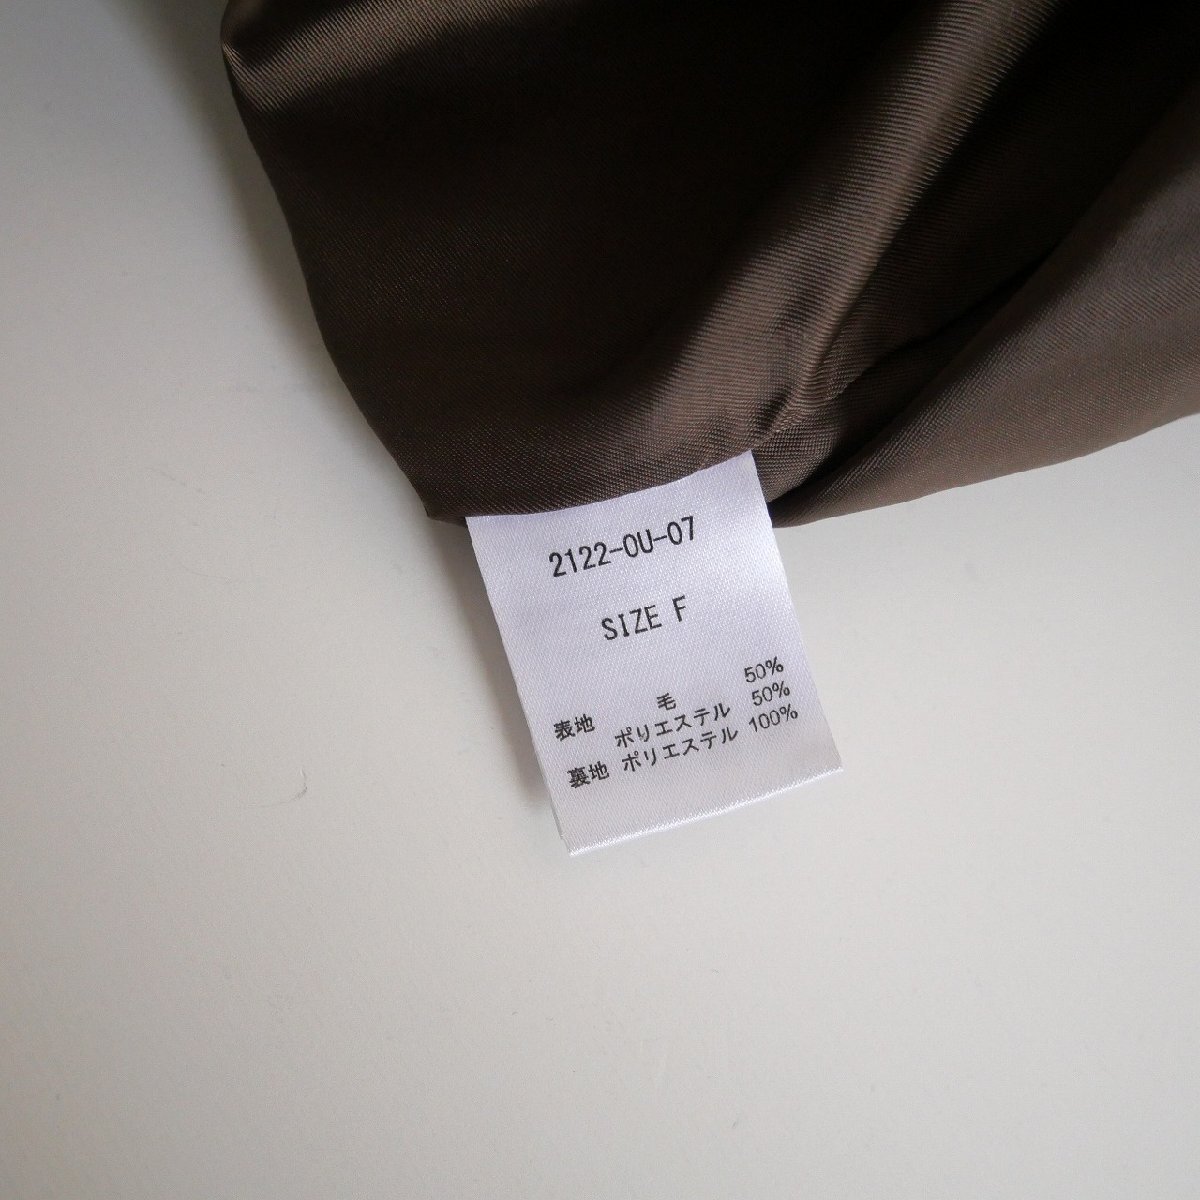 2122-OU-07
SIZE F
表地 毛 50%
ポリエステル 50%
裏地 ポリエステル 100%